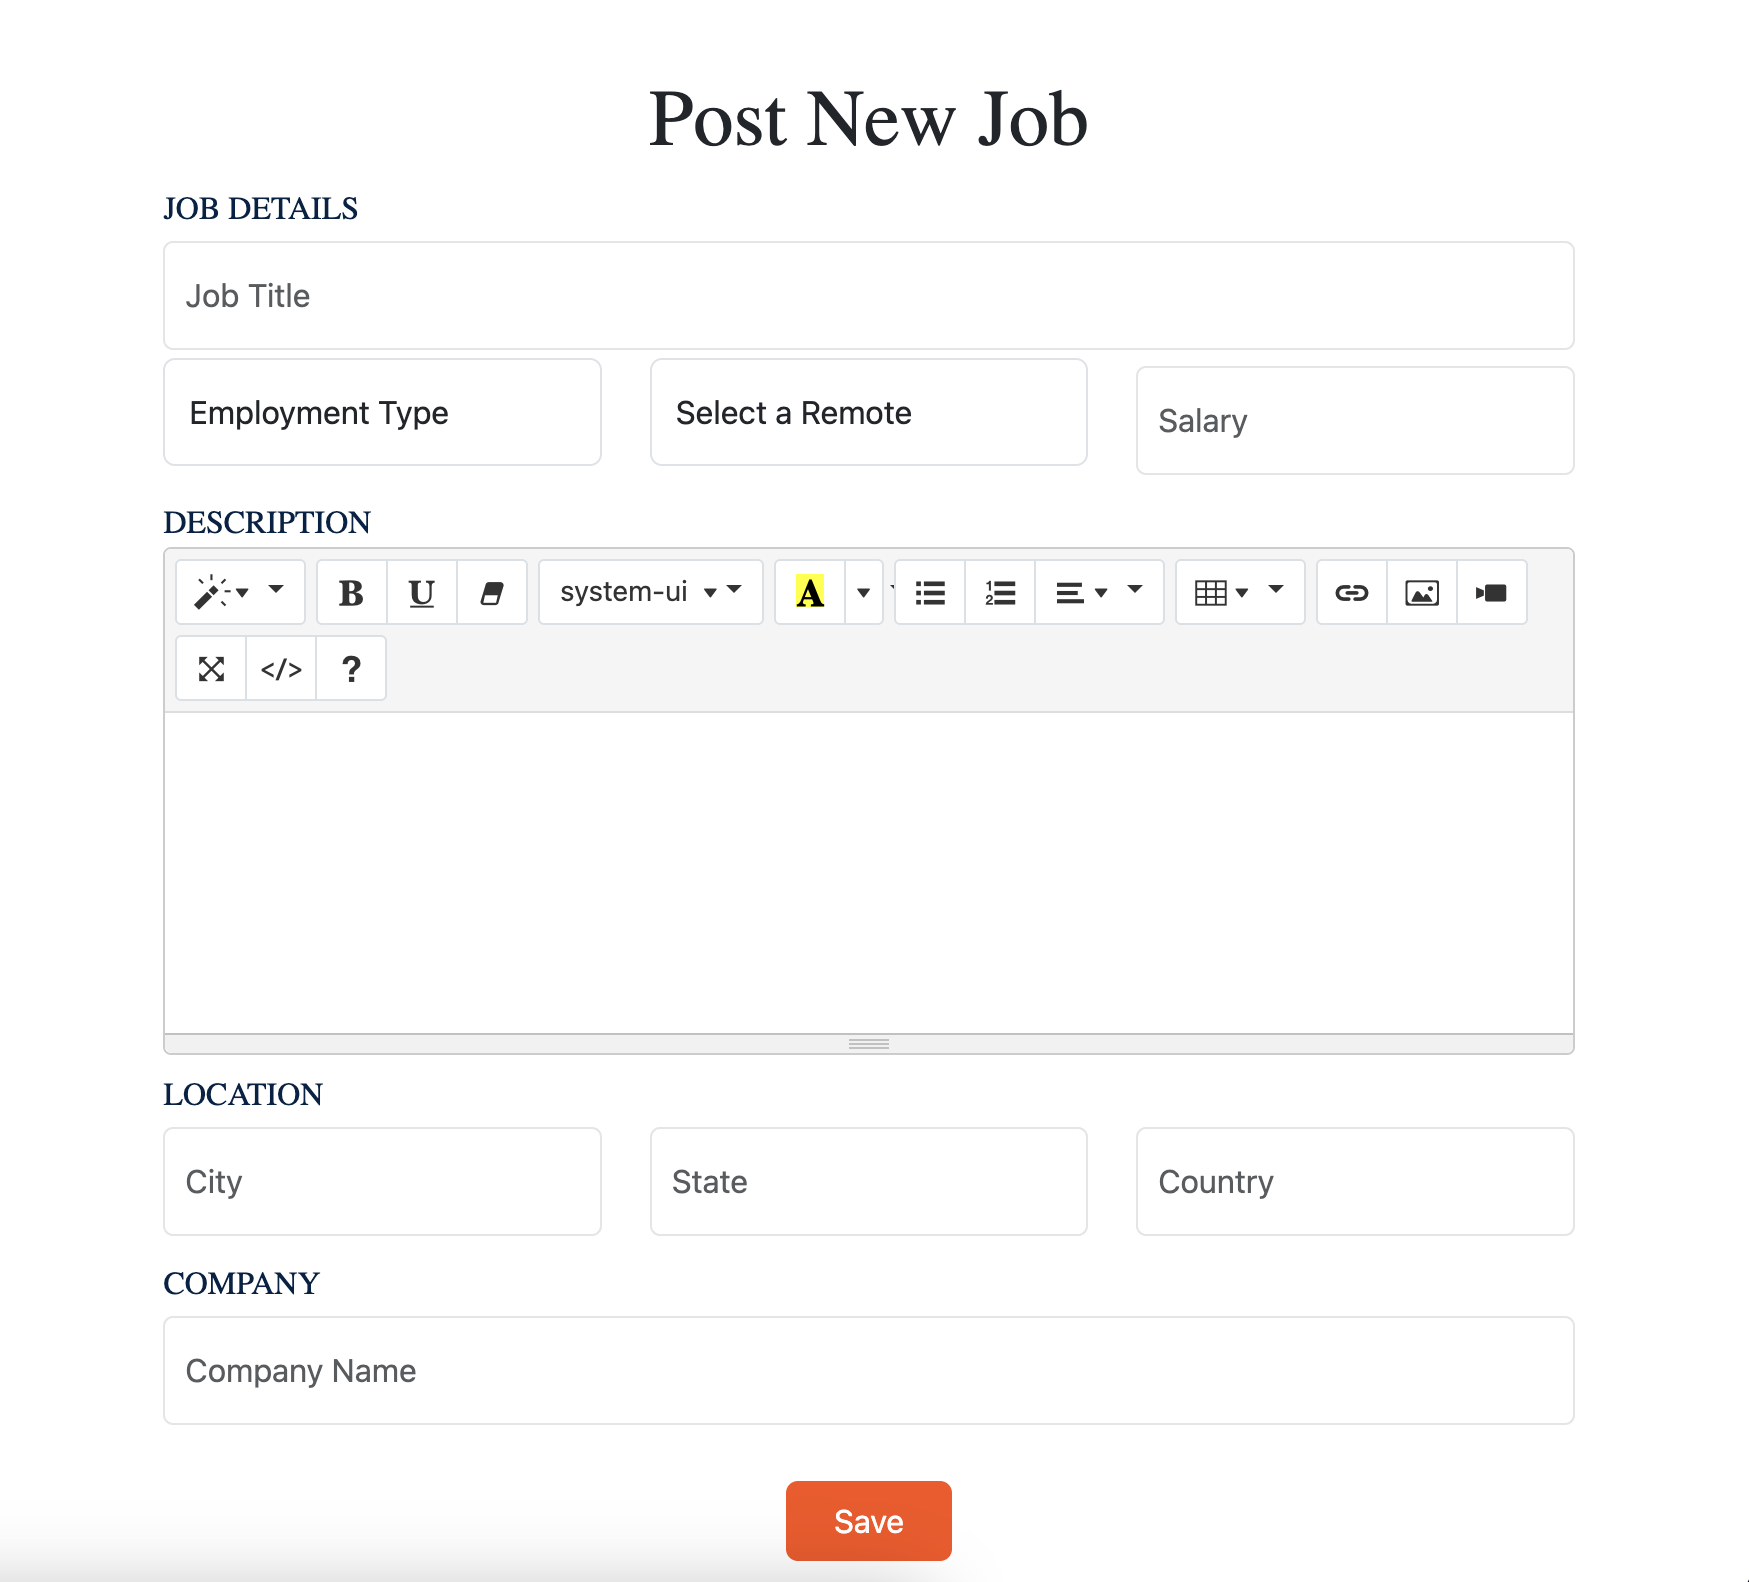 Post New Job
JOB DETAILS
Job Title
Employment Type
Select a Remote
Salary
DESCRIPTION
B U system-ui A
</> ?
LOCATION
City
State
Country
COMPANY
Company Name
Save